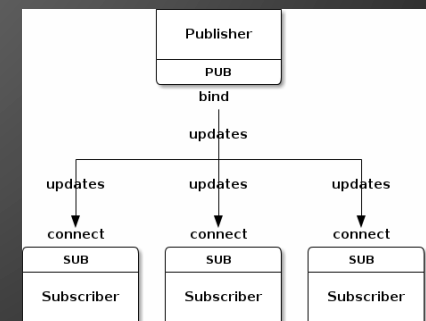 Publisher
PUB
bind
updates
updates updates updates
connect connect connect
SUB SUB SUB
Subscriber Subscriber Subscriber